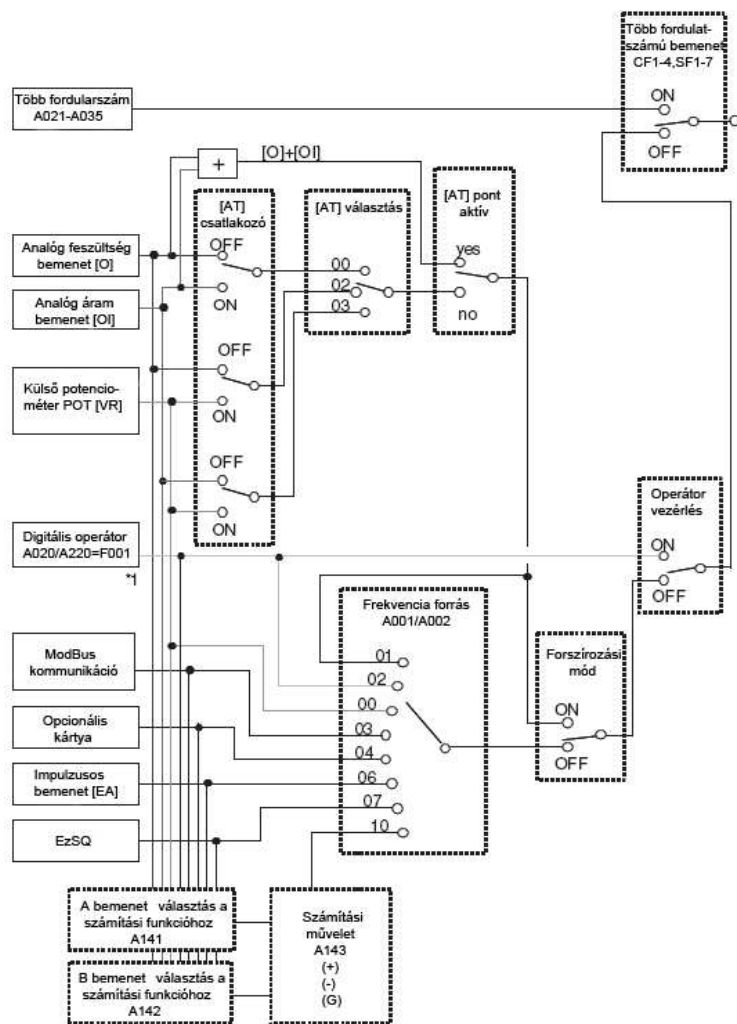 Több fordulat-
számú bemenet
CF1-4,SF1-7
ON
OFF
Több fordularszám
A021-A035
+
[O]+[OI]
[AT]
csatlakozó
OFF
ON
OFF
ON
OFF
ON
[AT] választás
00
02
03
[AT] pont
aktív
yes
no
Analóg feszültség
bemenet [O]
Analóg áram
bemenet [OI]
Külső potencio-
méter POT [VR]
Digitális operátor
A020/A220=F001
*1
Operátor
vezérlés
ON
OFF
Frekvencia forrás
A001/A002
01
02
00
03
04
06
07
10
Forszírozási
mód
ON
OFF
ModBus
kommunikáció
Opcionális
kártya
Impulzusos
bemenet [EA]
EzSQ
A bemenet választás a
számítási funkcióhoz
A141
B bemenet választás a
számítási funkcióhoz
A142
Számítási
művelet
A143
(+)
(-)
(G)